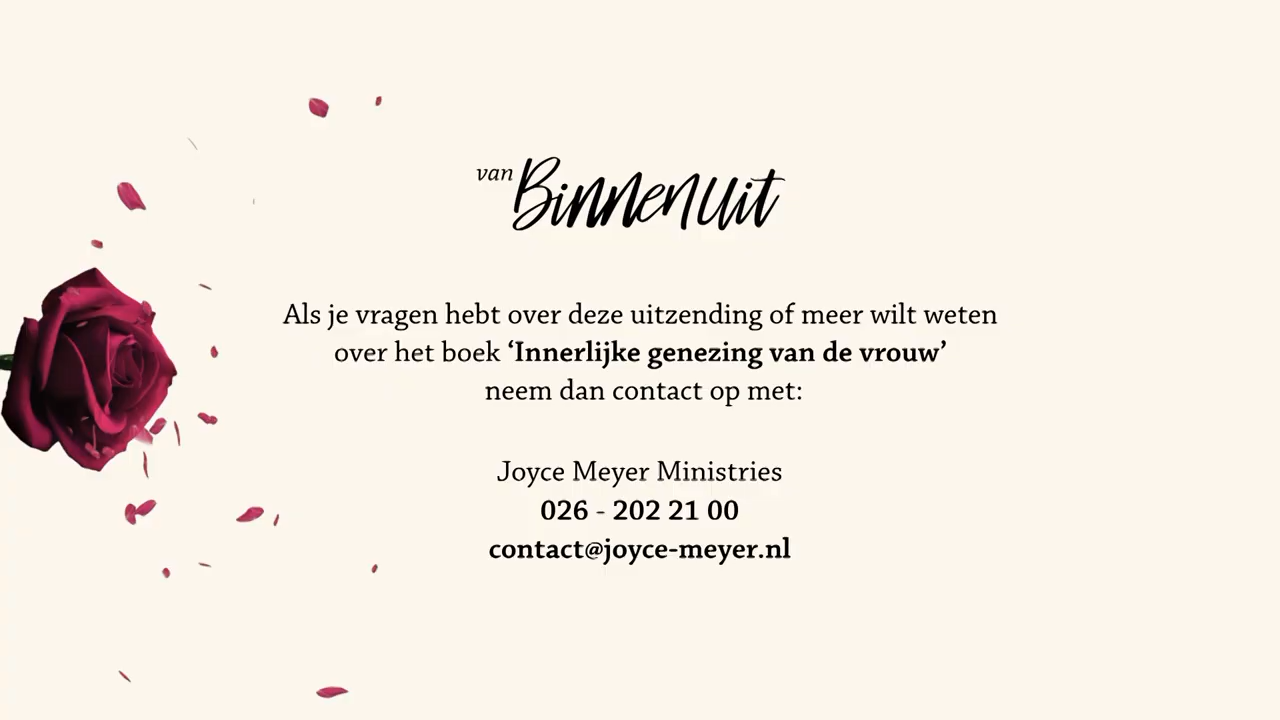 van Binnenuit
Als je vragen hebt over deze uitzending of meer wilt weten
over het boek ‘Innerlijke genezing van de vrouw’
neem dan contact op met:
Joyce Meyer Ministries
026 - 202 21 00
contact@joyce-meyer.nl